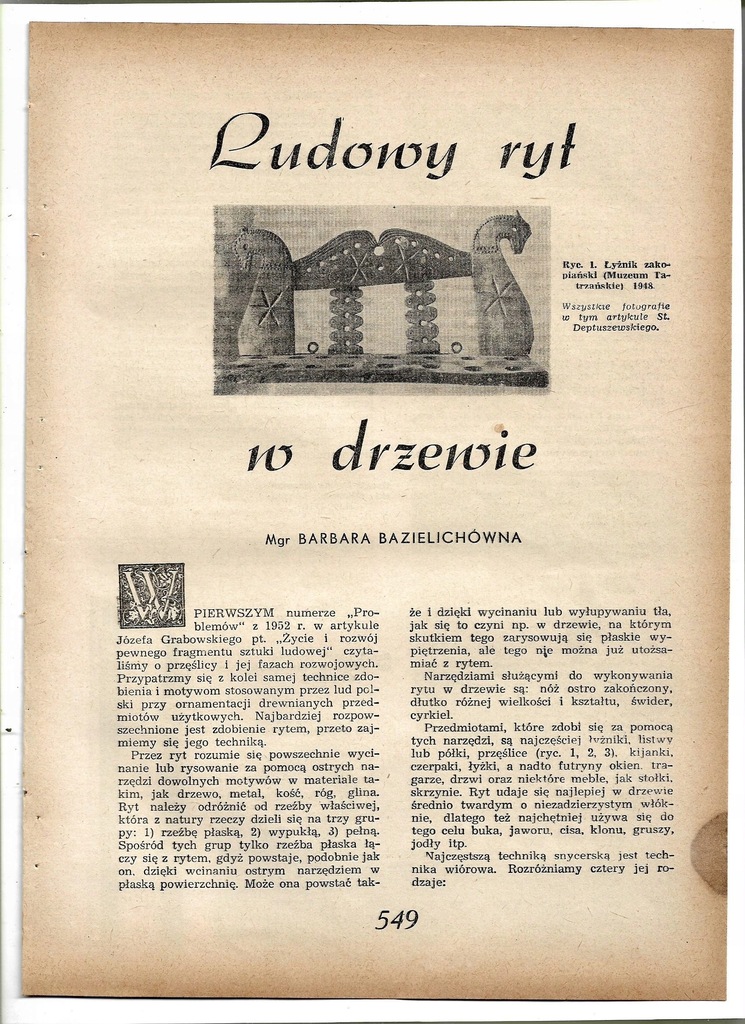 Ludowy ryt
Ryc. 1. Łyżnik zako-
piański (Muzeum Ta-
trzańskie) 1948
Wszystkie fotografie
w tym artykule St.
Deptuszewskiego.
w drzewie
Mgr BARBARA BAZIELICHÓWNA
W PIERWSZYM numerze „Pro-
blemów“ z 1952 r. w artykule
Józefa Grabowskiego pt. „Życie i rozwój
pewnego fragmentu sztuki ludowej“ czyta-
liśmy o przęślicy i jej fazach rozwojowych.
Przypatrzmy się z kolei samej technice zdo-
bienia i motywom stosowanym przez lud pol-
ski przy ornamentacji drewnianych przed-
miotów użytkowych. Najbardziej rozpow-
szechnione jest zdobienie rytem, przeto zaj-
miemy się jego techniką.
Przez ryt rozumie się powszechnie wyci-
nanie lub rysowanie za pomocą ostrych na-
rzędzi dowolnych motywów w materiale ta-
kim, jak drzewo, metal, kość, róg, glina.
Ryt należy odróżnić od rzeźby właściwej,
która z natury rzeczy dzieli się na trzy gru-
py: 1) rzeźbę płaską, 2) wypukłą, 3) pełną.
Spośród tych grup tylko rzeźba płaska łą-
czy się z rytem, gdyż powstaje, podobnie jak
on, dzięki wcinaniu ostrym narzędziem w
płaską powierzchnię. Może ona powstać tak-
że i dzięki wycinaniu lub wyłupywaniu tła,
jak się to czyni np. w drzewie, na którym
skutkiem tego zarysowują się płaskie wy-
piętrzenia, ale tego nie można już utożsa-
miać z rytem.
Narzędziami służącymi do wykonywania
rytu w drzewie są: nóż ostro zakończony,
dłutko różnej wielkości i kształtu, świder,
cyrkiel.
Przedmiotami, które zdobi się za pomocą
tych narzędzi, są najczęściej łyżniki, listwy
lub półki, przęślice (ryc. 1, 2, 3), kijanki,
czerpaki, łyżki, a nadto futryny okien, tra-
garze, drzwi oraz niektóre meble, jak stołki,
skrzynie. Ryt udaje się najlepiej w drzewie
średnio twardym o niezadzierzystym włók-
nie, dlatego też najchętniej używa się do
tego celu buka, jaworu, cisa, klonu, gruszy,
jodły itp.
Najczęstszą techniką snycerską jest tech-
nika wiórowa. Rozróżniamy cztery jej ro-
dzaje:
549